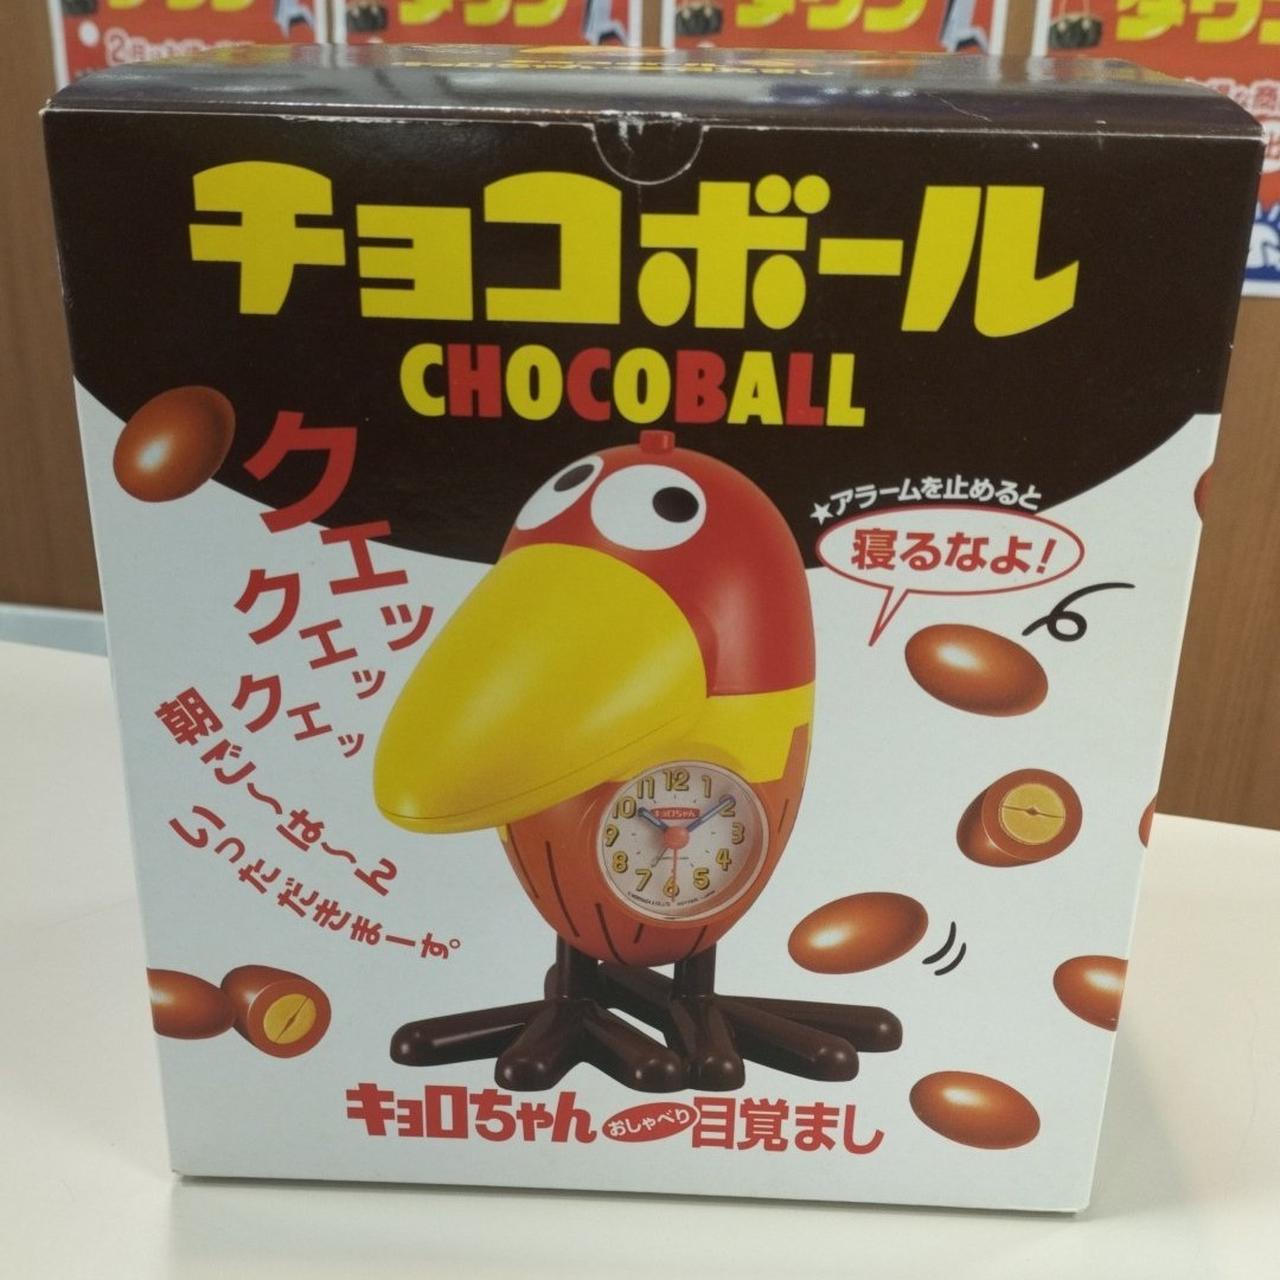 チョコボール
CHOCOBALL
クエッ
クエッ
クエッ
朝ご〜は〜ん
いっただきまーす。
★アラームを止めると
寝るなよ!
12
11
1
10
2
9
3
8
4
7
6
5
キョロちゃん
キョロちゃん おしゃべり 目覚まし